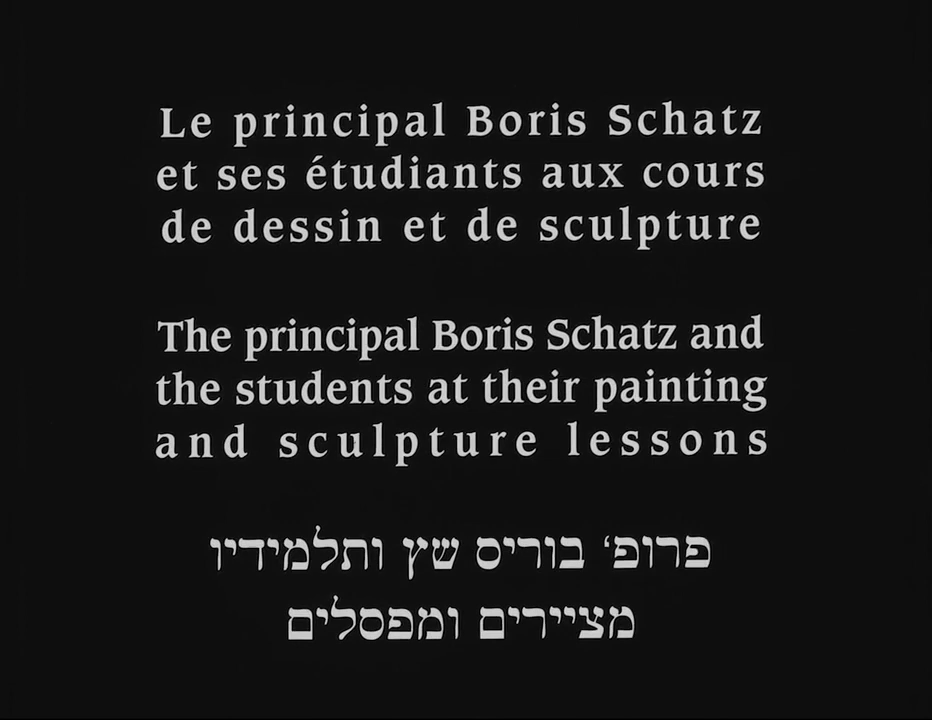 Le principal Boris Schatz
et ses étudiants aux cours
de dessin et de sculpture
The principal Boris Schatz and
the students at their painting
and sculpture lessons
פרופ׳ בוריס שץ ותלמידיו
מציירים ומפסלים